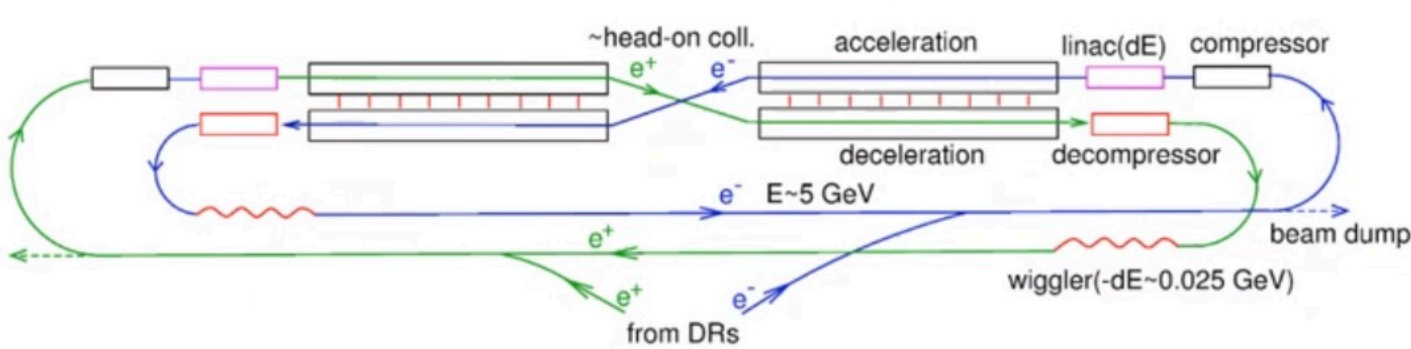 ~head-on coll.
acceleration
linac(dE)
compressor
e+
e-
deceleration
decompressor
e-
E~5 GeV
e+
beam dump
wiggler(-dE~0.025 GeV)
e+
e-
from DRs